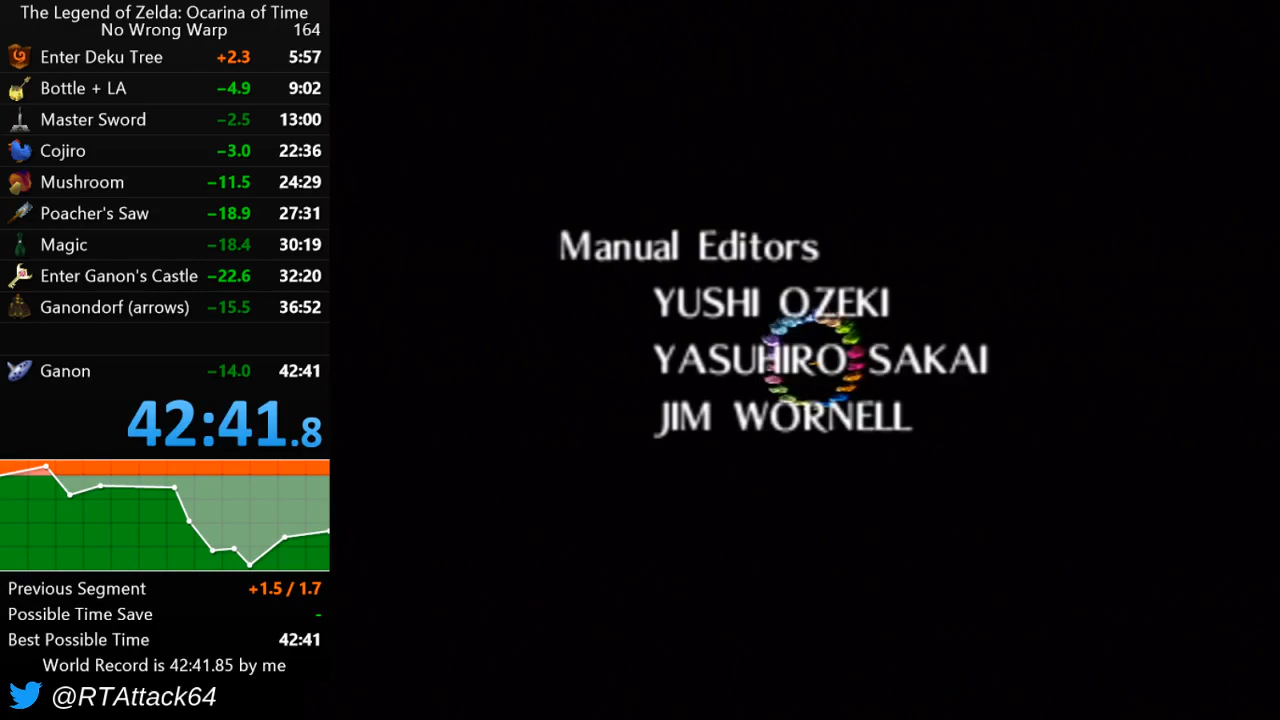 The Legend of Zelda: Ocarina of Time
No Wrong Warp 164
Enter Deku Tree +2.3 5:57
Bottle + LA −4.9 9:02
Master Sword −2.5 13:00
Cojiro −3.0 22:36
Mushroom −11.5 24:29
Poacher's Saw −18.9 27:31
Magic −18.4 30:19
Enter Ganon's Castle −22.6 32:20
Ganondorf (arrows) −15.5 36:52
Ganon −14.0 42:41
42:41.8
Previous Segment +1.5 / 1.7
Possible Time Save -
Best Possible Time 42:41
World Record is 42:41.85 by me
@RTAttack64
Manual Editors
YUSHI OZEKI
YASUHIRO SAKAI
JIM WORNELL